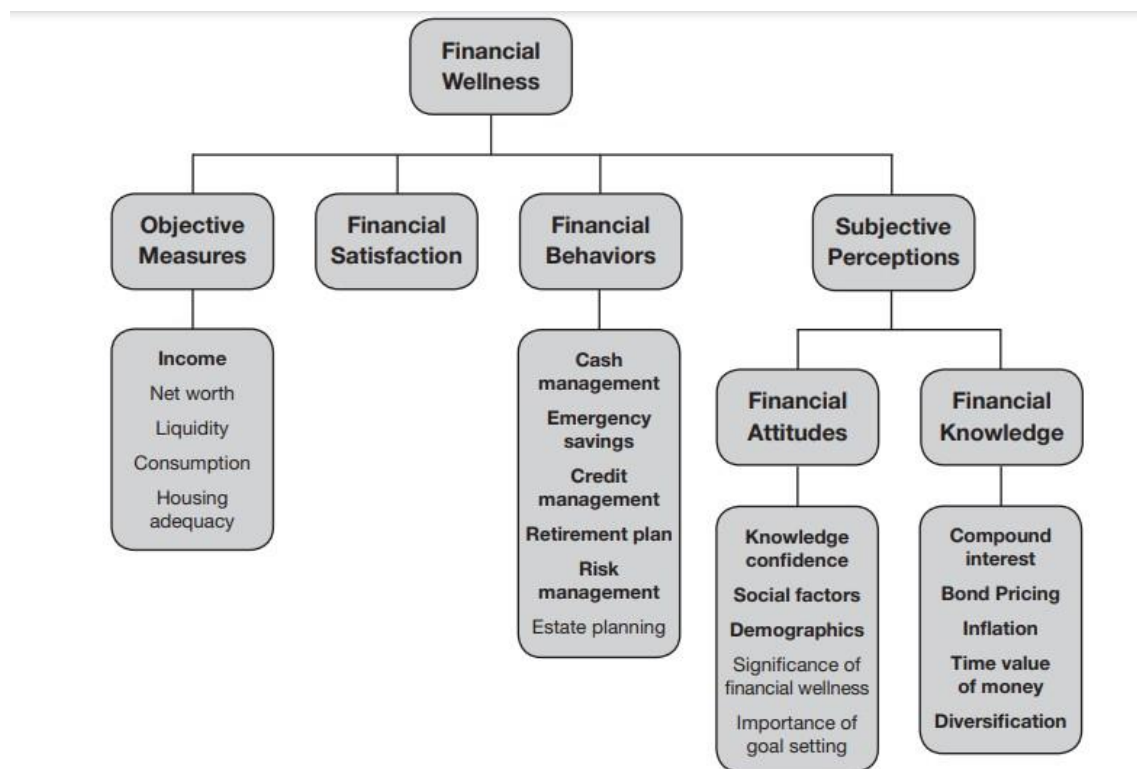 Financial
Wellness
Objective
Measures
Financial
Satisfaction
Financial
Behaviors
Subjective
Perceptions
Income
Net worth
Liquidity
Consumption
Housing
adequacy
Cash
management
Emergency
savings
Credit
management
Retirement plan
Risk
management
Estate planning
Financial
Attitudes
Financial
Knowledge
Knowledge
confidence
Social factors
Demographics
Significance of
financial wellness
Importance of
goal setting
Compound
interest
Bond Pricing
Inflation
Time value
of money
Diversification